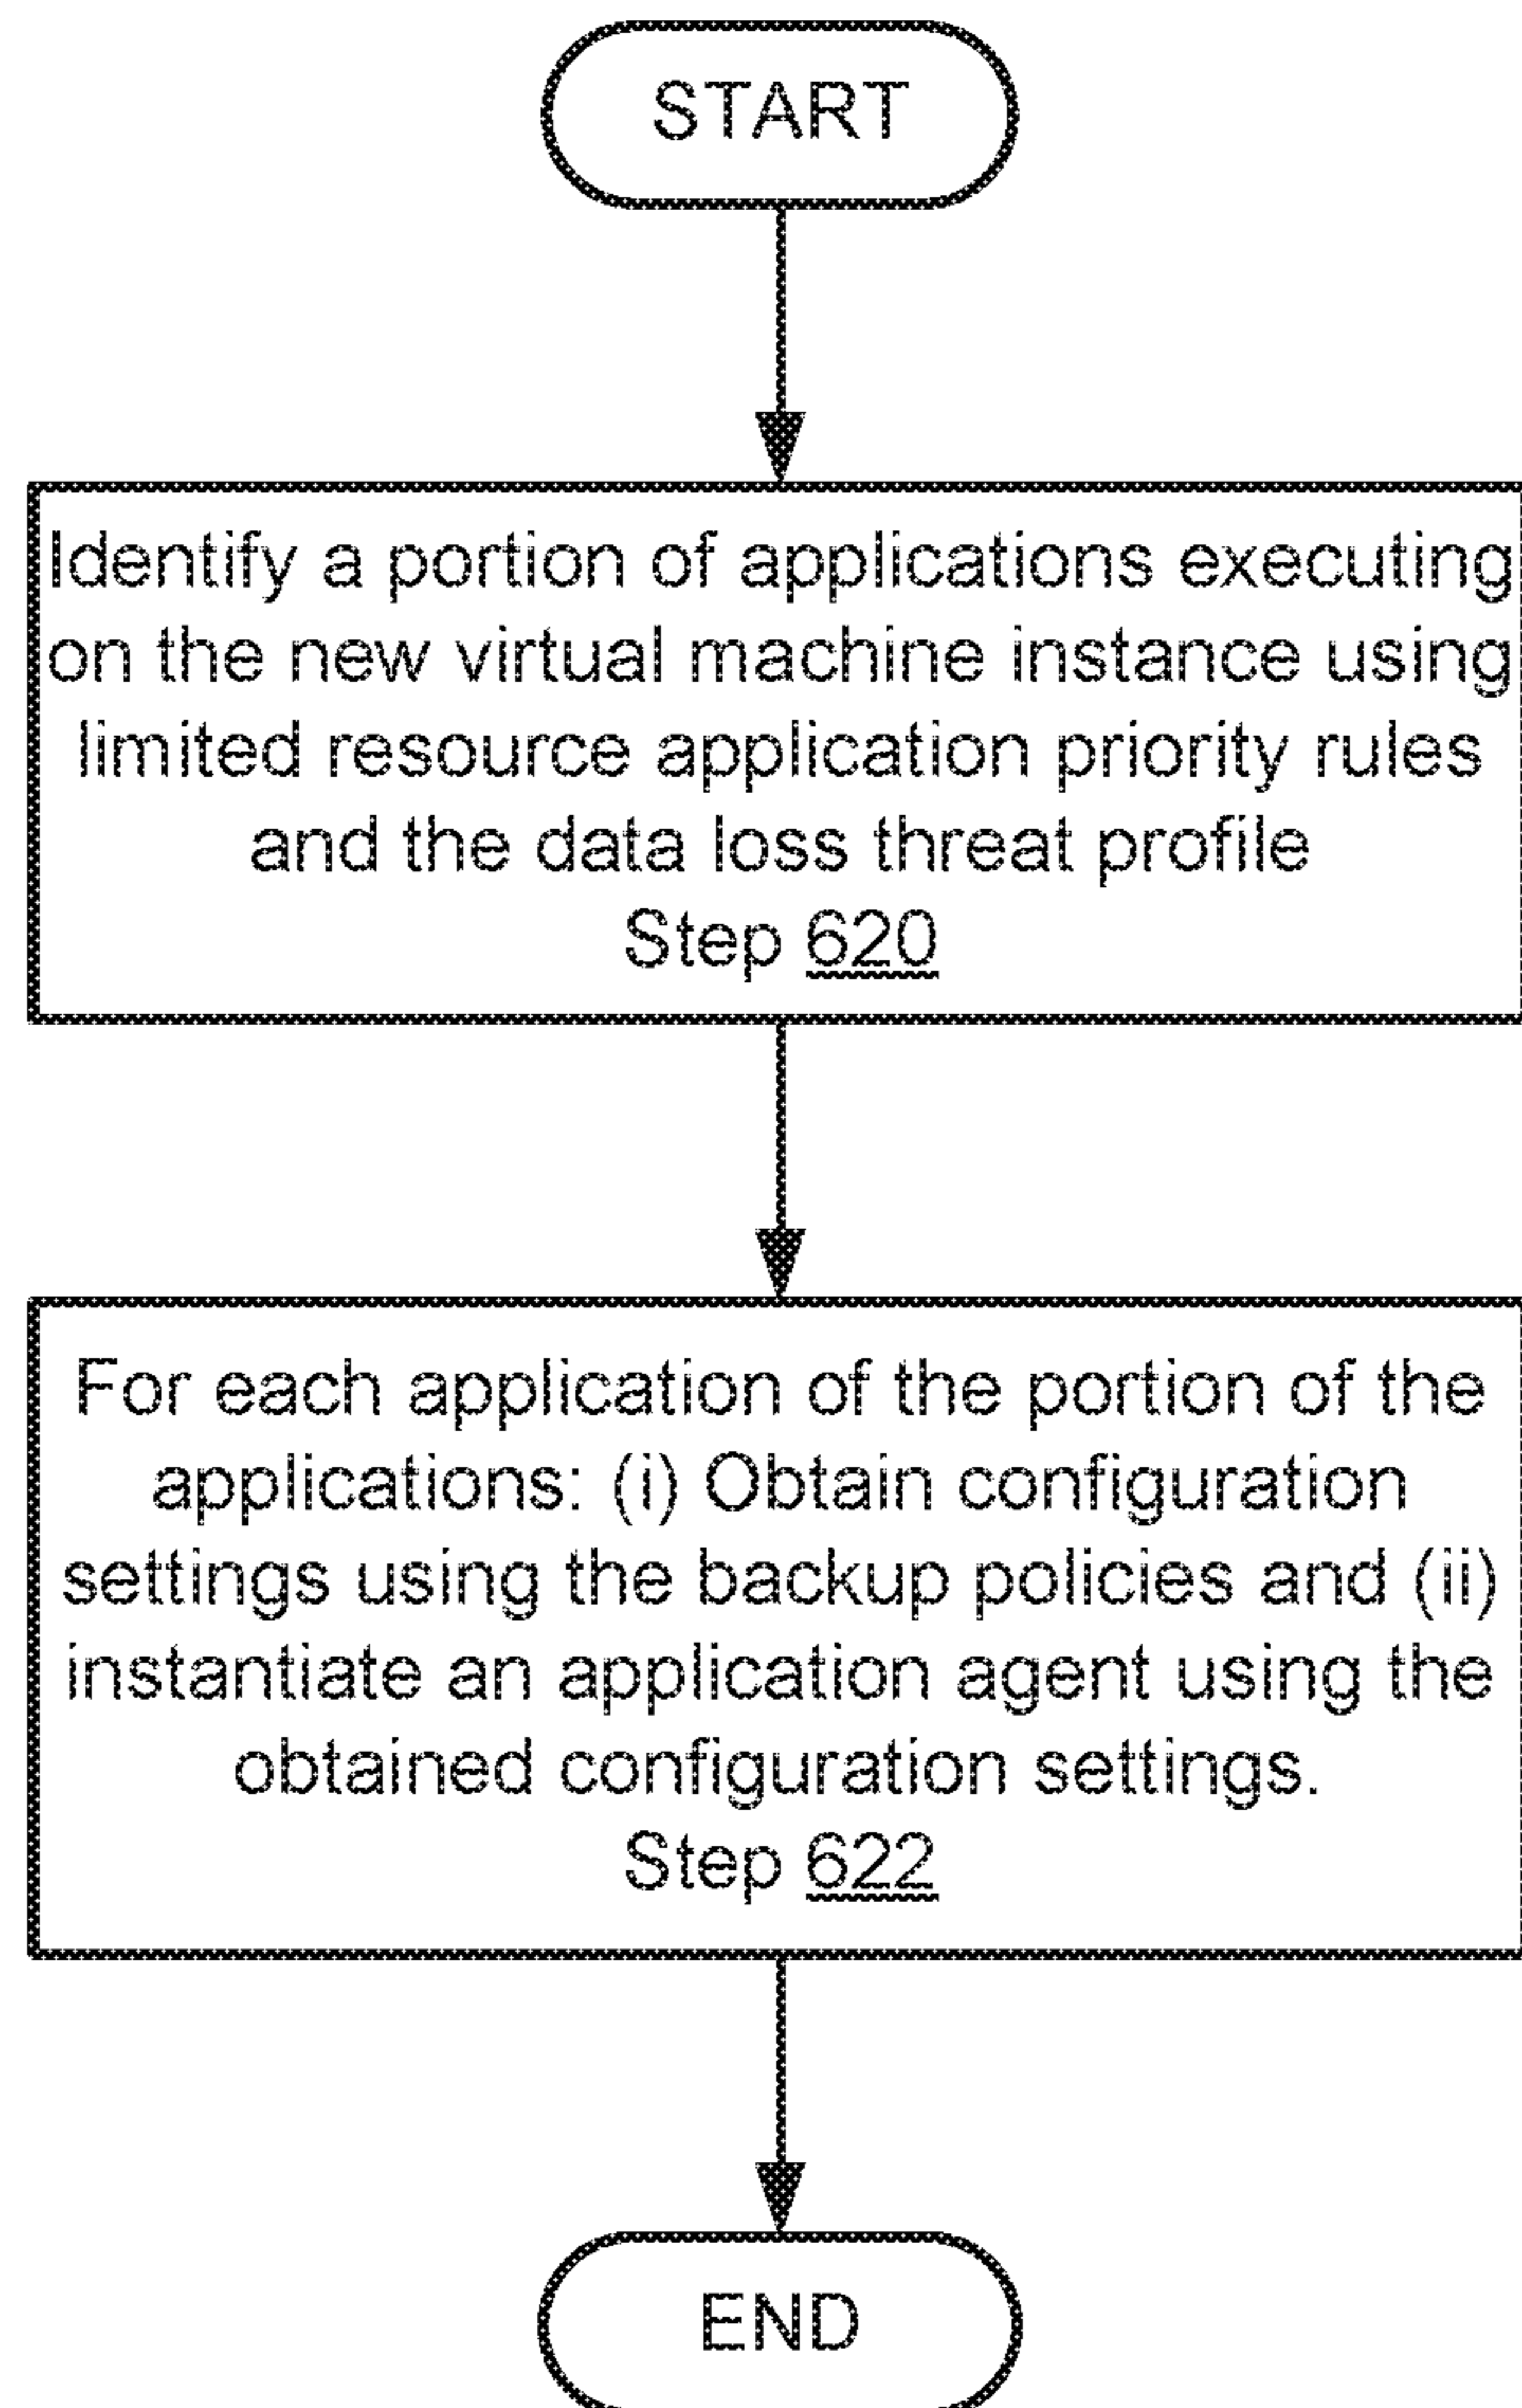 START
Identify a portion of applications executing
on the new virtual machine instance using
limited resource application priority rules
and the data loss threat profile
Step 620
For each application of the portion of the
applications: (i) Obtain configuration
settings using the backup policies and (ii)
instantiate an application agent using the
obtained configuration settings.
Step 622
END